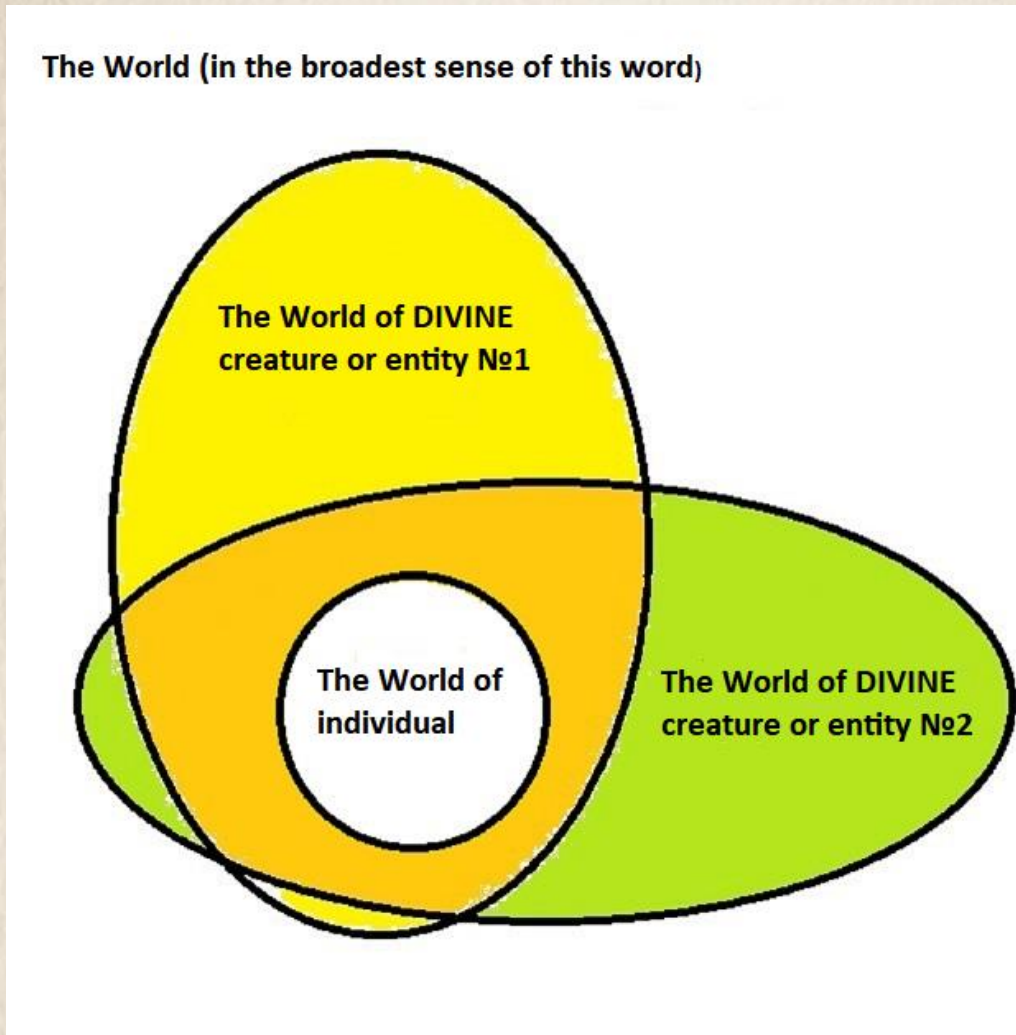 The World (in the broadest sense of this word)
The World of DIVINE
creature or entity №1
The World of
individual
The World of DIVINE
creature or entity №2